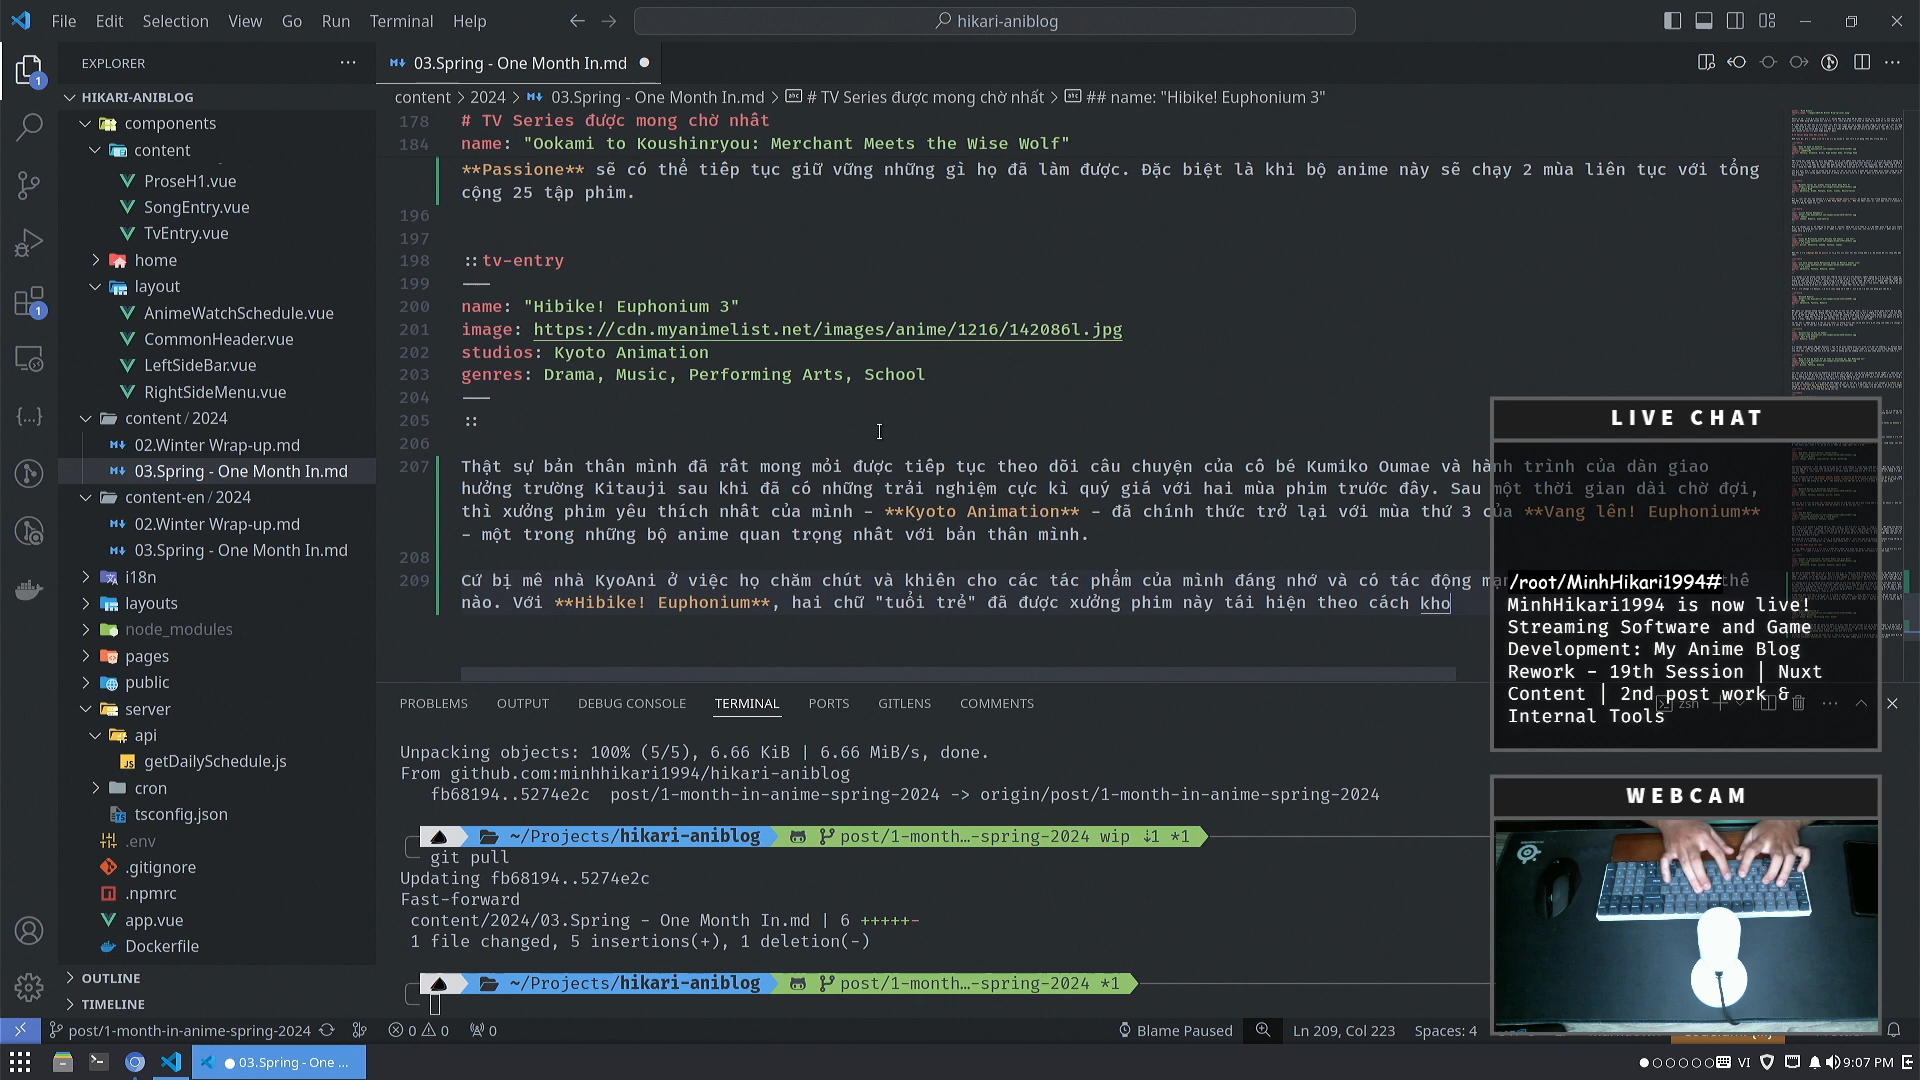 File Edit Selection View Go Run Terminal Help
hikari-aniblog
EXPLORER
03.Spring - One Month In.md
HIKARI-ANIBLOG
content > 2024 > 03.Spring - One Month In.md > # TV Series được mong chờ nhất > ## name: "Hibike! Euphonium 3"
components
content
ProseH1.vue
SongEntry.vue
TvEntry.vue
home
layout
AnimeWatchSchedule.vue
CommonHeader.vue
LeftSideBar.vue
RightSideMenu.vue
content / 2024
02.Winter Wrap-up.md
03.Spring - One Month In.md
content-en / 2024
02.Winter Wrap-up.md
03.Spring - One Month In.md
i18n
layouts
node_modules
pages
public
server
api
getDailySchedule.js
cron
tsconfig.json
.env
.gitignore
.npmrc
app.vue
Dockerfile
OUTLINE
TIMELINE
178 # TV Series được mong chờ nhất
184 name: "Ookami to Koushinryou: Merchant Meets the Wise Wolf"
**Passione** sẽ có thể tiếp tục giữ vững những gì họ đã làm được. Đặc biệt là khi bộ anime này sẽ chạy 2 mùa liên tục với tổng
cộng 25 tập phim.
196
197
198 ::tv-entry
199 ---
200 name: "Hibike! Euphonium 3"
201 image: https://cdn.myanimelist.net/images/anime/1216/142086l.jpg
202 studios: Kyoto Animation
203 genres: Drama, Music, Performing Arts, School
204 ---
205 ::
206
207 Thật sự bản thân mình đã rất mong mỏi được tiếp tục theo dõi câu chuyện của cô bé Kumiko Oumae và hành trình của dàn giao
hưởng trường Kitauji sau khi đã có những trải nghiệm cực kì quý giá với hai mùa phim trước đây. Sau một thời gian dài chờ đợi,
thì xưởng phim yêu thích nhất của mình - **Kyoto Animation** - đã chính thức trở lại với mùa thứ 3 của **Vang lên! Euphonium**
- một trong những bộ anime quan trọng nhất với bản thân mình.
208
209 Cứ bị mê nhà KyoAni ở việc họ chăm chút và khiến cho các tác phẩm của mình đáng nhớ và có tác động thế
nào. Với **Hibike! Euphonium**, hai chữ "tuổi trẻ" đã được xưởng phim này tái hiện theo cách kho
PROBLEMS OUTPUT DEBUG CONSOLE TERMINAL PORTS GITLENS COMMENTS
zsh
Unpacking objects: 100% (5/5), 6.66 KiB | 6.66 MiB/s, done.
From github.com:minhhikari1994/hikari-aniblog
fb68194..5274e2c post/1-month-in-anime-spring-2024 -> origin/post/1-month-in-anime-spring-2024
~/Projects/hikari-aniblog post/1-month…-spring-2024 wip ⇣1 *1
git pull
Updating fb68194..5274e2c
Fast-forward
content/2024/03.Spring - One Month In.md | 6 +++++-
1 file changed, 5 insertions(+), 1 deletion(-)
~/Projects/hikari-aniblog post/1-month…-spring-2024 *1
LIVE CHAT
/root/MinhHikari1994#
MinhHikari1994 is now live!
Streaming Software and Game
Development: My Anime Blog
Rework - 19th Session | Nuxt
Content | 2nd post work &
Internal Tools
WEBCAM
post/1-month-in-anime-spring-2024 0 0 0 Blame Paused Ln 209, Col 223 Spaces: 4
03.Spring - One ...
VI 9:07 PM